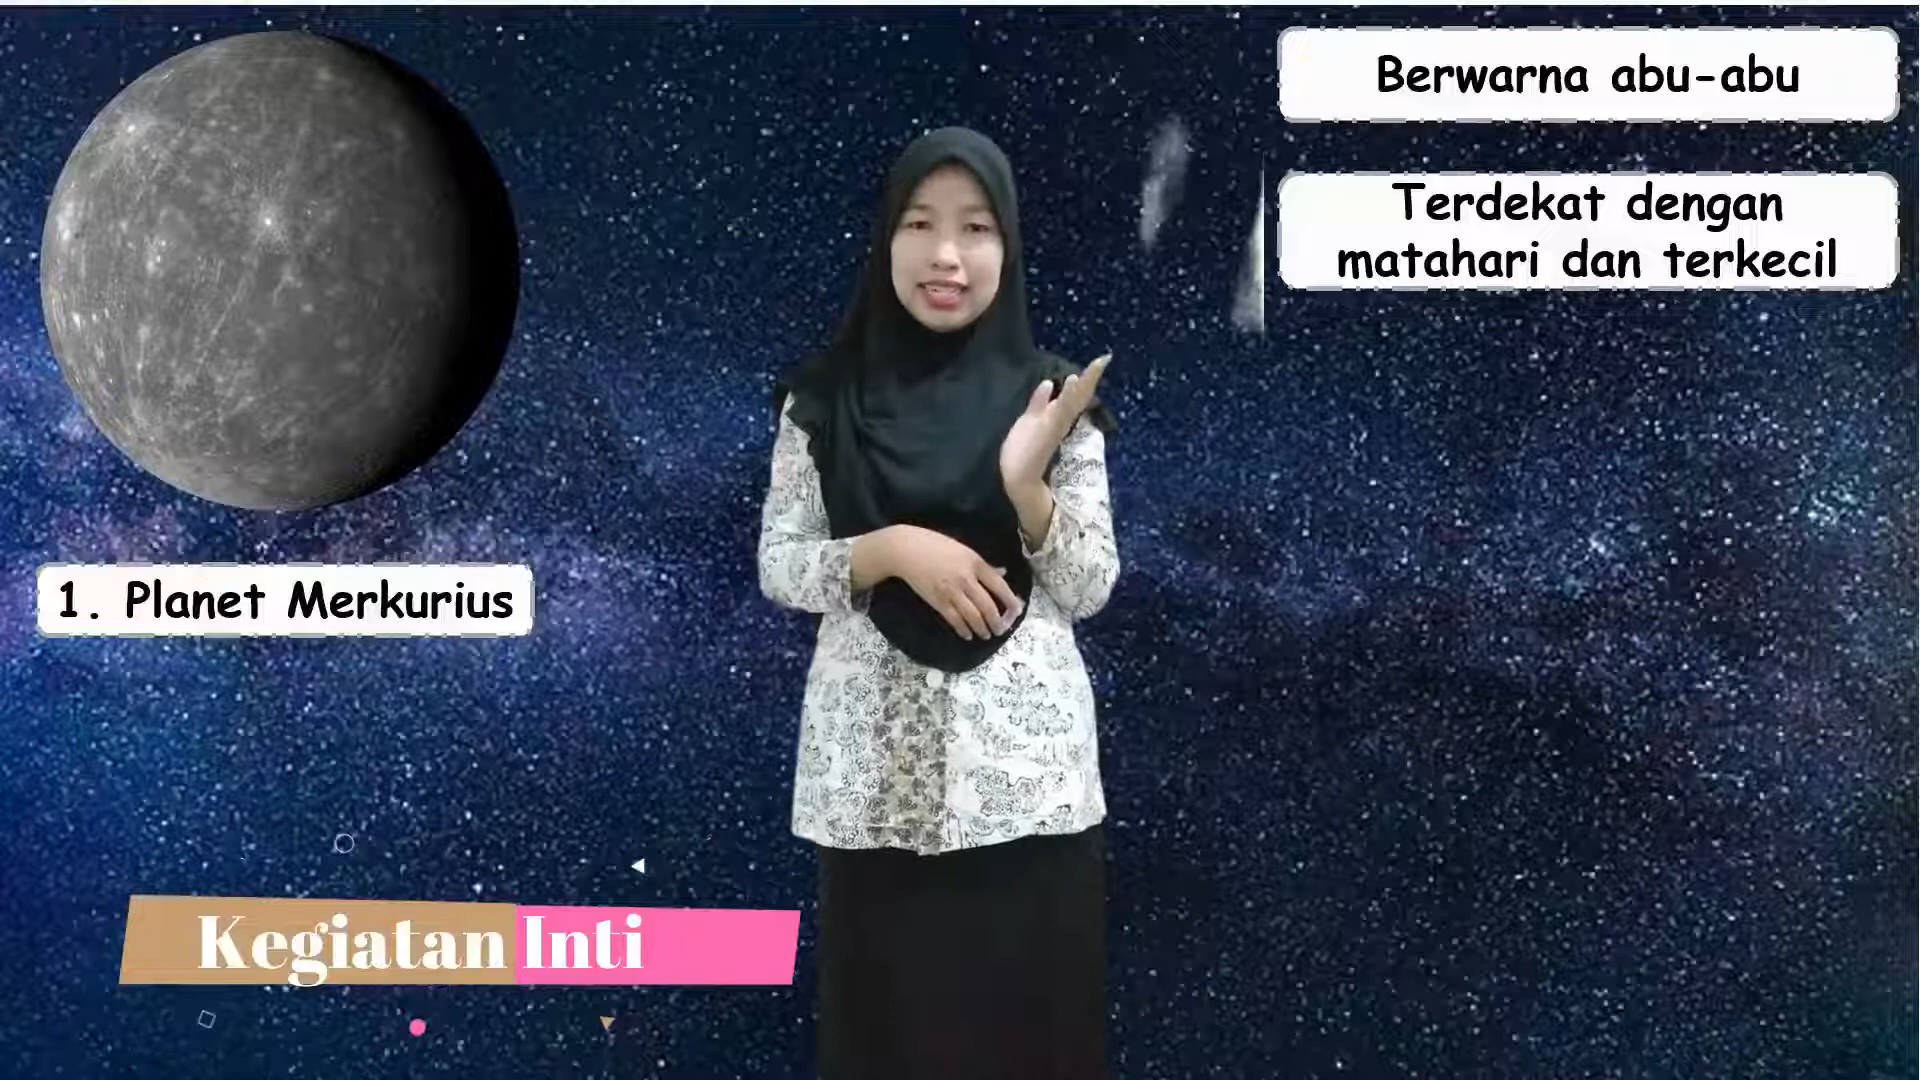 Berwarna abu-abu
Terdekat dengan
matahari dan terkecil
1. Planet Merkurius
Kegiatan Inti